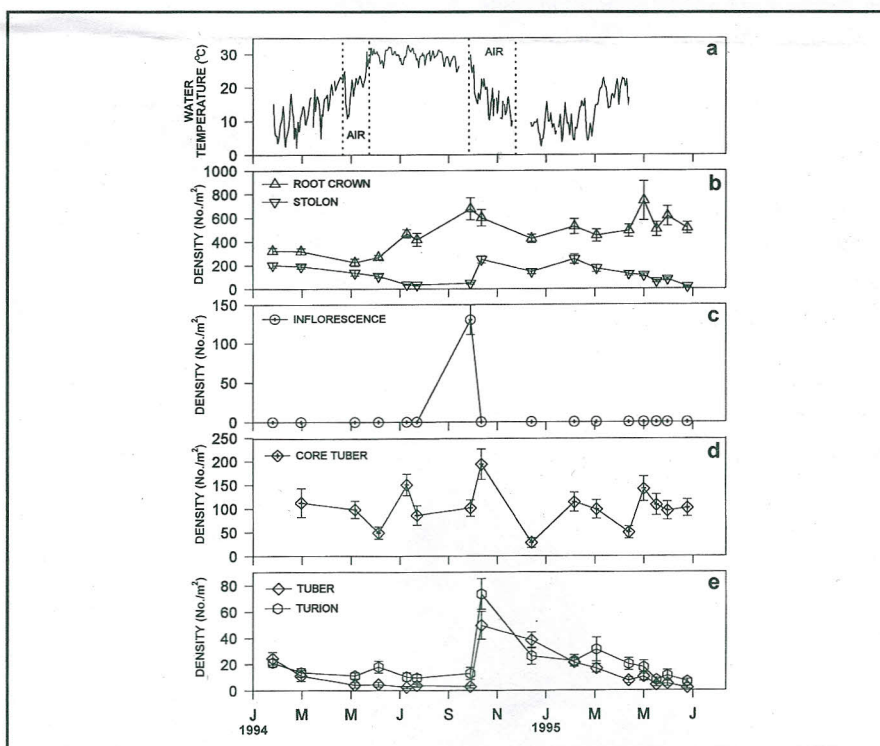 a
AIR
AIR
WATER
TEMPERATURE (°C)
30
20
10
0
b
ROOT CROWN
STOLON
DENSITY (No./m²)
1000
800
600
400
200
0
c
INFLORESCENCE
DENSITY (No./m²)
150
100
50
0
d
CORE TUBER
DENSITY (No./m²)
250
200
150
100
50
0
e
TUBER
TURION
DENSITY (No./m²)
80
60
40
20
0
J M M J S N J M M J
1994 1995